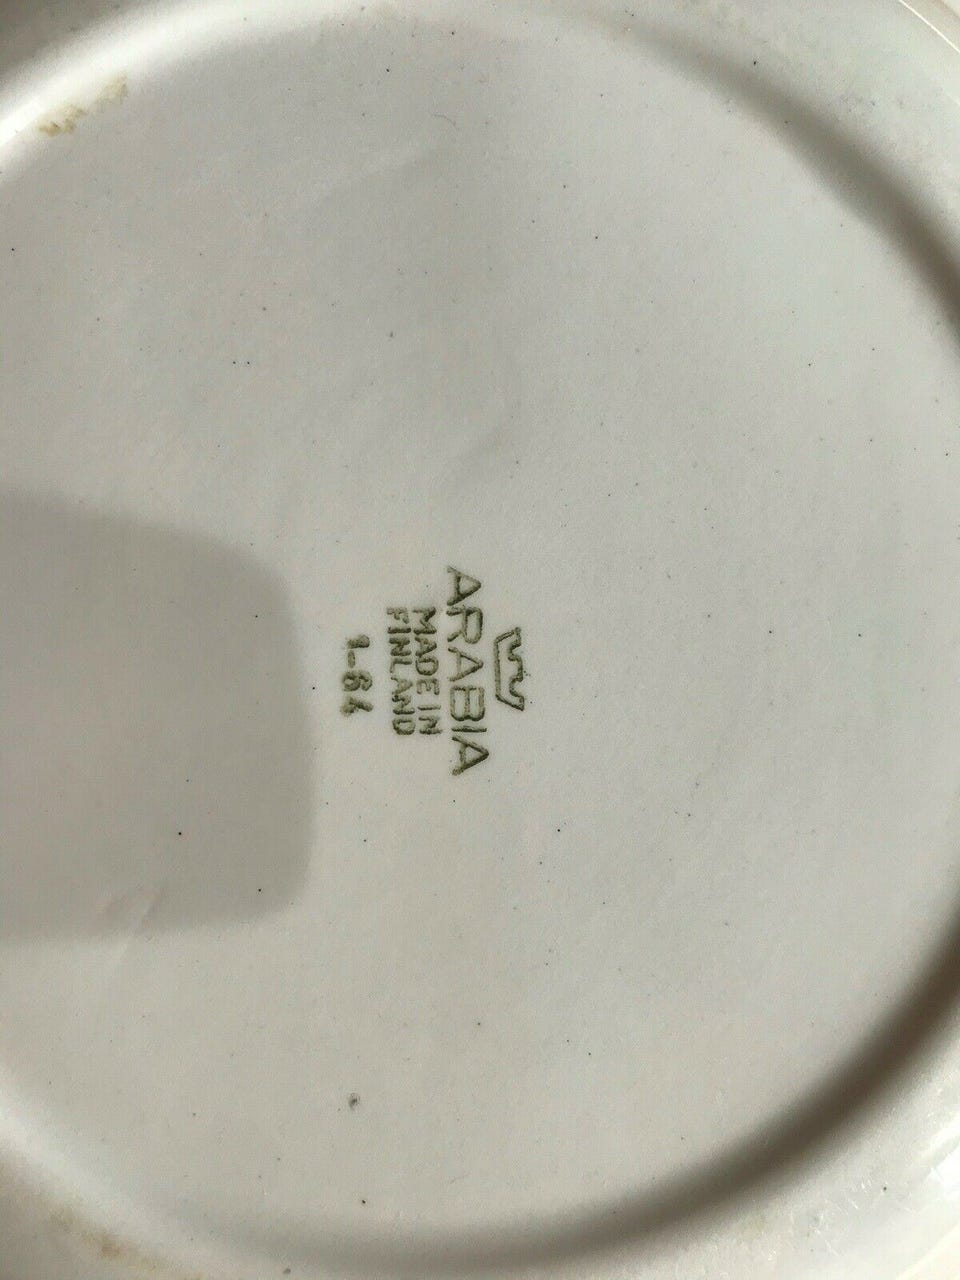 ARABIA
MADE IN
FINLAND
1-64